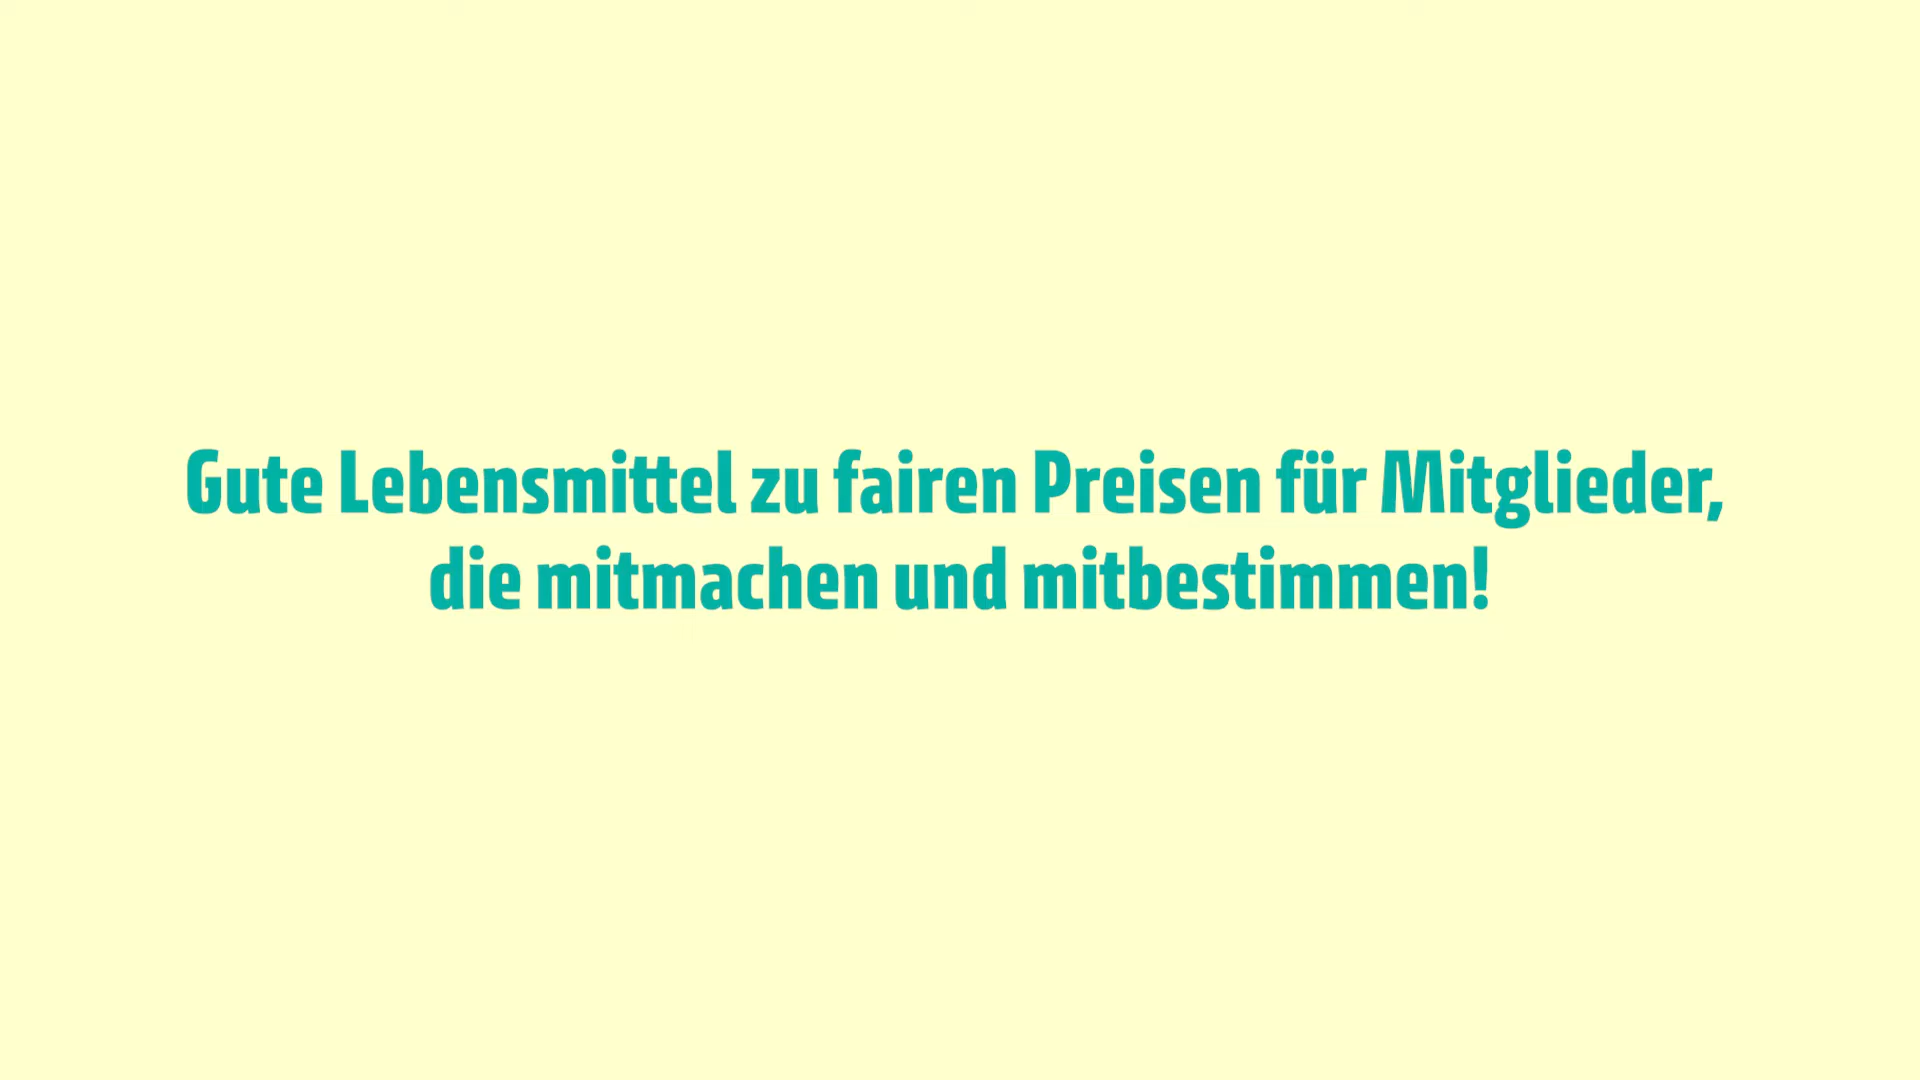 Gute Lebensmittel zu fairen Preisen für Mitglieder,
die mitmachen und mitbestimmen!